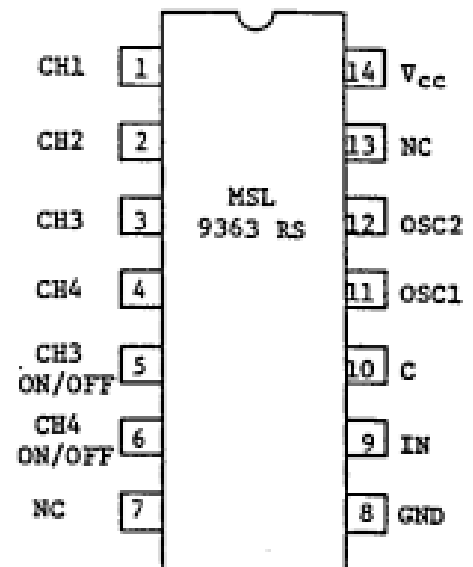 CH1 1 14 Vcc
CH2 2 13 NC
MSL
9363 RS
CH3 3 12 OSC2
CH4 4 11 OSC1
CH3
ON/OFF 5 10 C
CH4
ON/OFF 6 9 IN
NC 7 8 GND